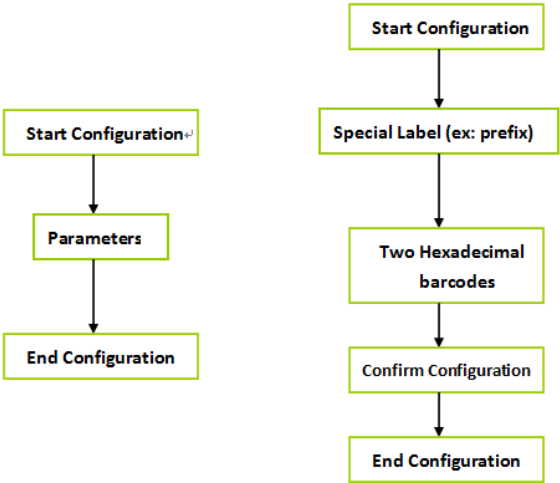 Start Configuration
Parameters
End Configuration
Start Configuration
Special Label (ex: prefix)
Two Hexadecimal
barcodes
Confirm Configuration
End Configuration